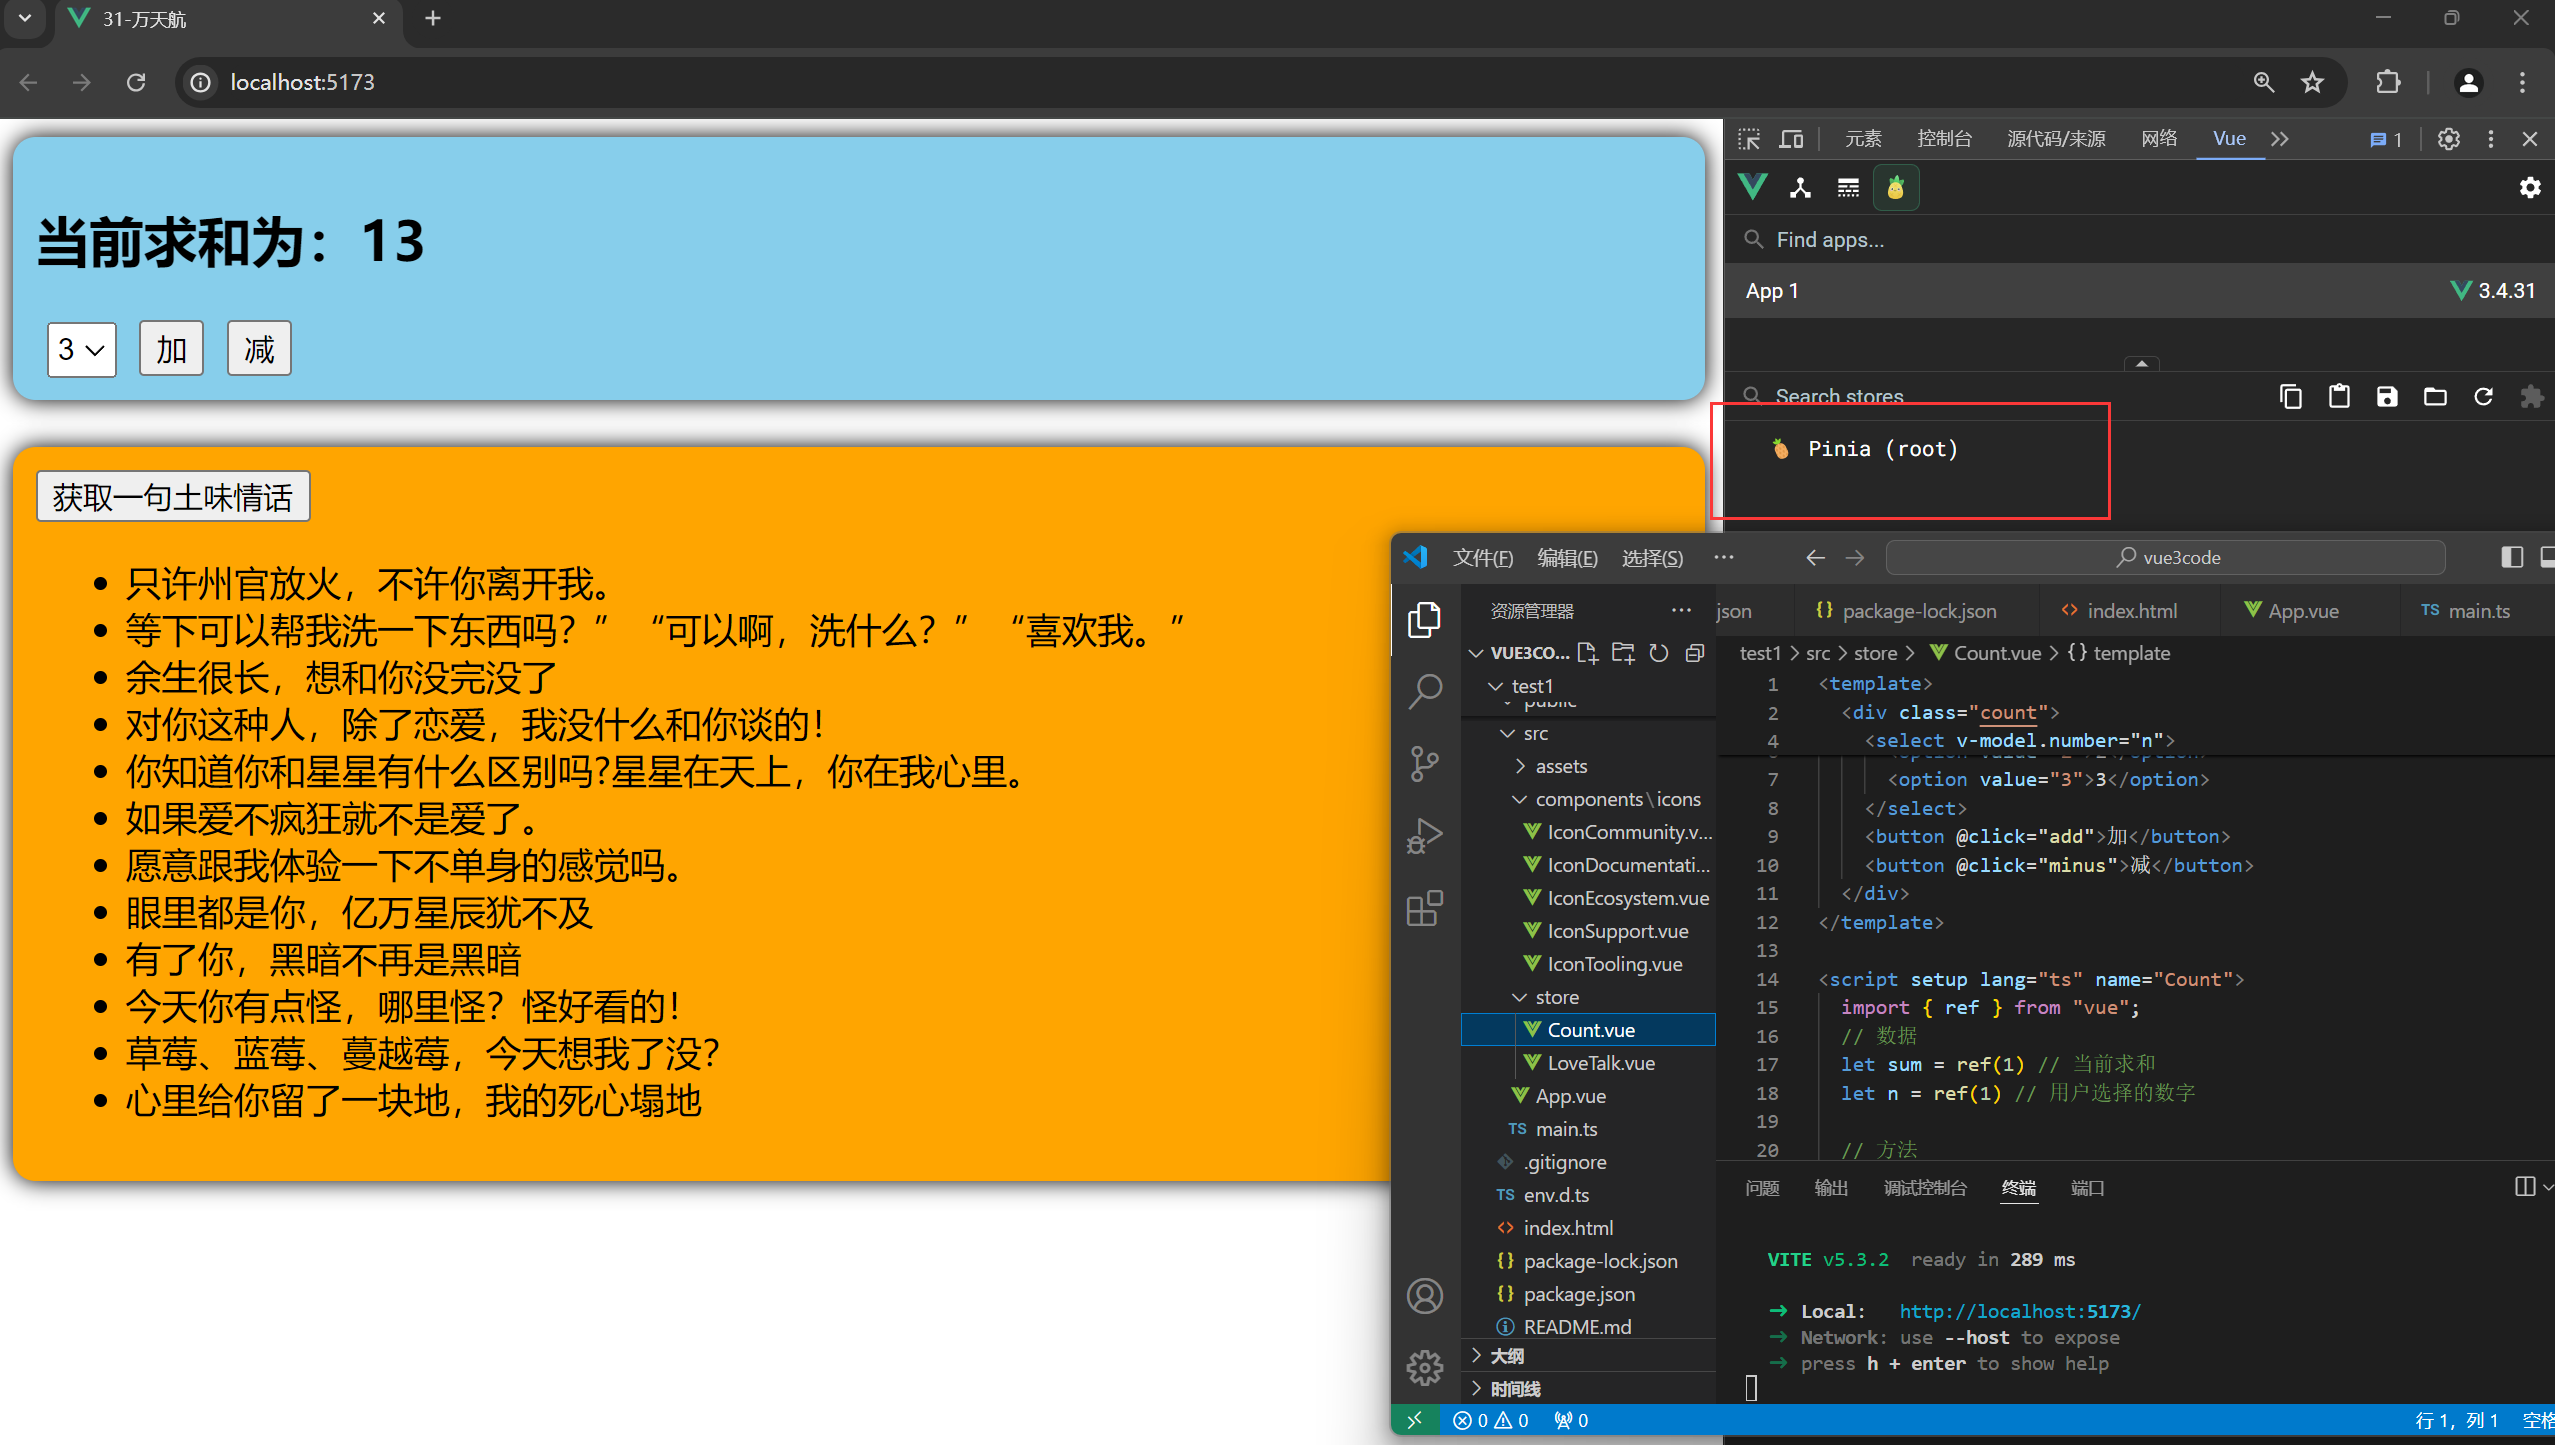 31-万天航
localhost:5173
当前求和为：13
3
加
减
获取一句土味情话
只许州官放火，不许你离开我。
等下可以帮我洗一下东西吗？”“可以啊，洗什么？”“喜欢我。”
余生很长，想和你没完没了
对你这种人，除了恋爱，我没什么和你谈的！
你知道你和星星有什么区别吗?星星在天上，你在我心里。
如果爱不疯狂就不是爱了。
愿意跟我体验一下不单身的感觉吗。
眼里都是你，亿万星辰犹不及
有了你，黑暗不再是黑暗
今天你有点怪，哪里怪？怪好看的！
草莓、蓝莓、蔓越莓，今天想我了没？
心里给你留了一块地，我的死心塌地
元素 控制台 源代码/来源 网络 Vue 1
Find apps...
App 1 3.4.31
Search stores
Pinia (root)
文件(F) 编辑(E) 选择(S) ··· vue3code
资源管理器 ···
VUE3CO...
test1
public
src
assets
components\icons
IconCommunity.v...
IconDocumentati...
IconEcosystem.vue
IconSupport.vue
IconTooling.vue
store
Count.vue
LoveTalk.vue
App.vue
TS main.ts
.gitignore
TS env.d.ts
index.html
{} package-lock.json
{} package.json
README.md
大纲
时间线
json {} package-lock.json <> index.html App.vue TS main.ts
test1 > src > store > Count.vue > {} template
1 <template>
2 <div class="count">
4 <select v-model.number="n">
7 <option value="3">3</option>
8 </select>
9 <button @click="add">加</button>
10 <button @click="minus">减</button>
11 </div>
12 </template>
13
14 <script setup lang="ts" name="Count">
15 import { ref } from "vue";
16 // 数据
17 let sum = ref(1) // 当前求和
18 let n = ref(1) // 用户选择的数字
19
20 // 方法
问题 输出 调试控制台 终端 端口
VITE v5.3.2 ready in 289 ms
➜ Local: http://localhost:5173/
➜ Network: use --host to expose
➜ press h + enter to show help
0 0 0
行 1，列 1 空格